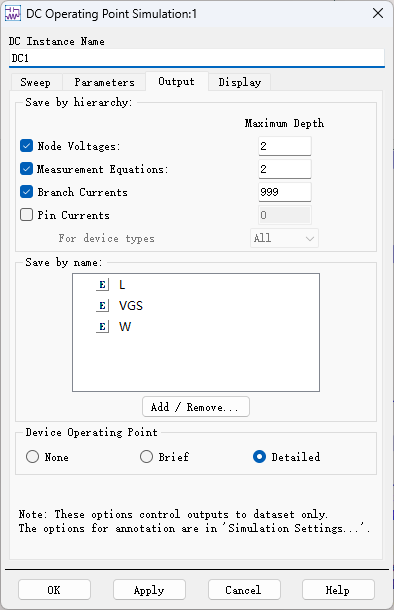 DC Operating Point Simulation:1
DC Instance Name
DC1
Sweep Parameters Output Display
Save by hierarchy:
Maximum Depth
Node Voltages: 2
Measurement Equations: 2
Branch Currents 999
Pin Currents 0
For device types All
Save by name:
E L
E VGS
E W
Add / Remove...
Device Operating Point
None Brief Detailed
Note: These options control outputs to dataset only.
The options for annotation are in 'Simulation Settings...'.
OK Apply Cancel Help